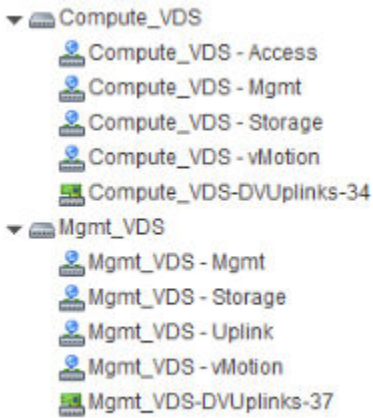 Compute_VDS
Compute_VDS - Access
Compute_VDS - Mgmt
Compute_VDS - Storage
Compute_VDS - vMotion
Compute_VDS-DVUplinks-34
Mgmt_VDS
Mgmt_VDS - Mgmt
Mgmt_VDS - Storage
Mgmt_VDS - Uplink
Mgmt_VDS - vMotion
Mgmt_VDS-DVUplinks-37